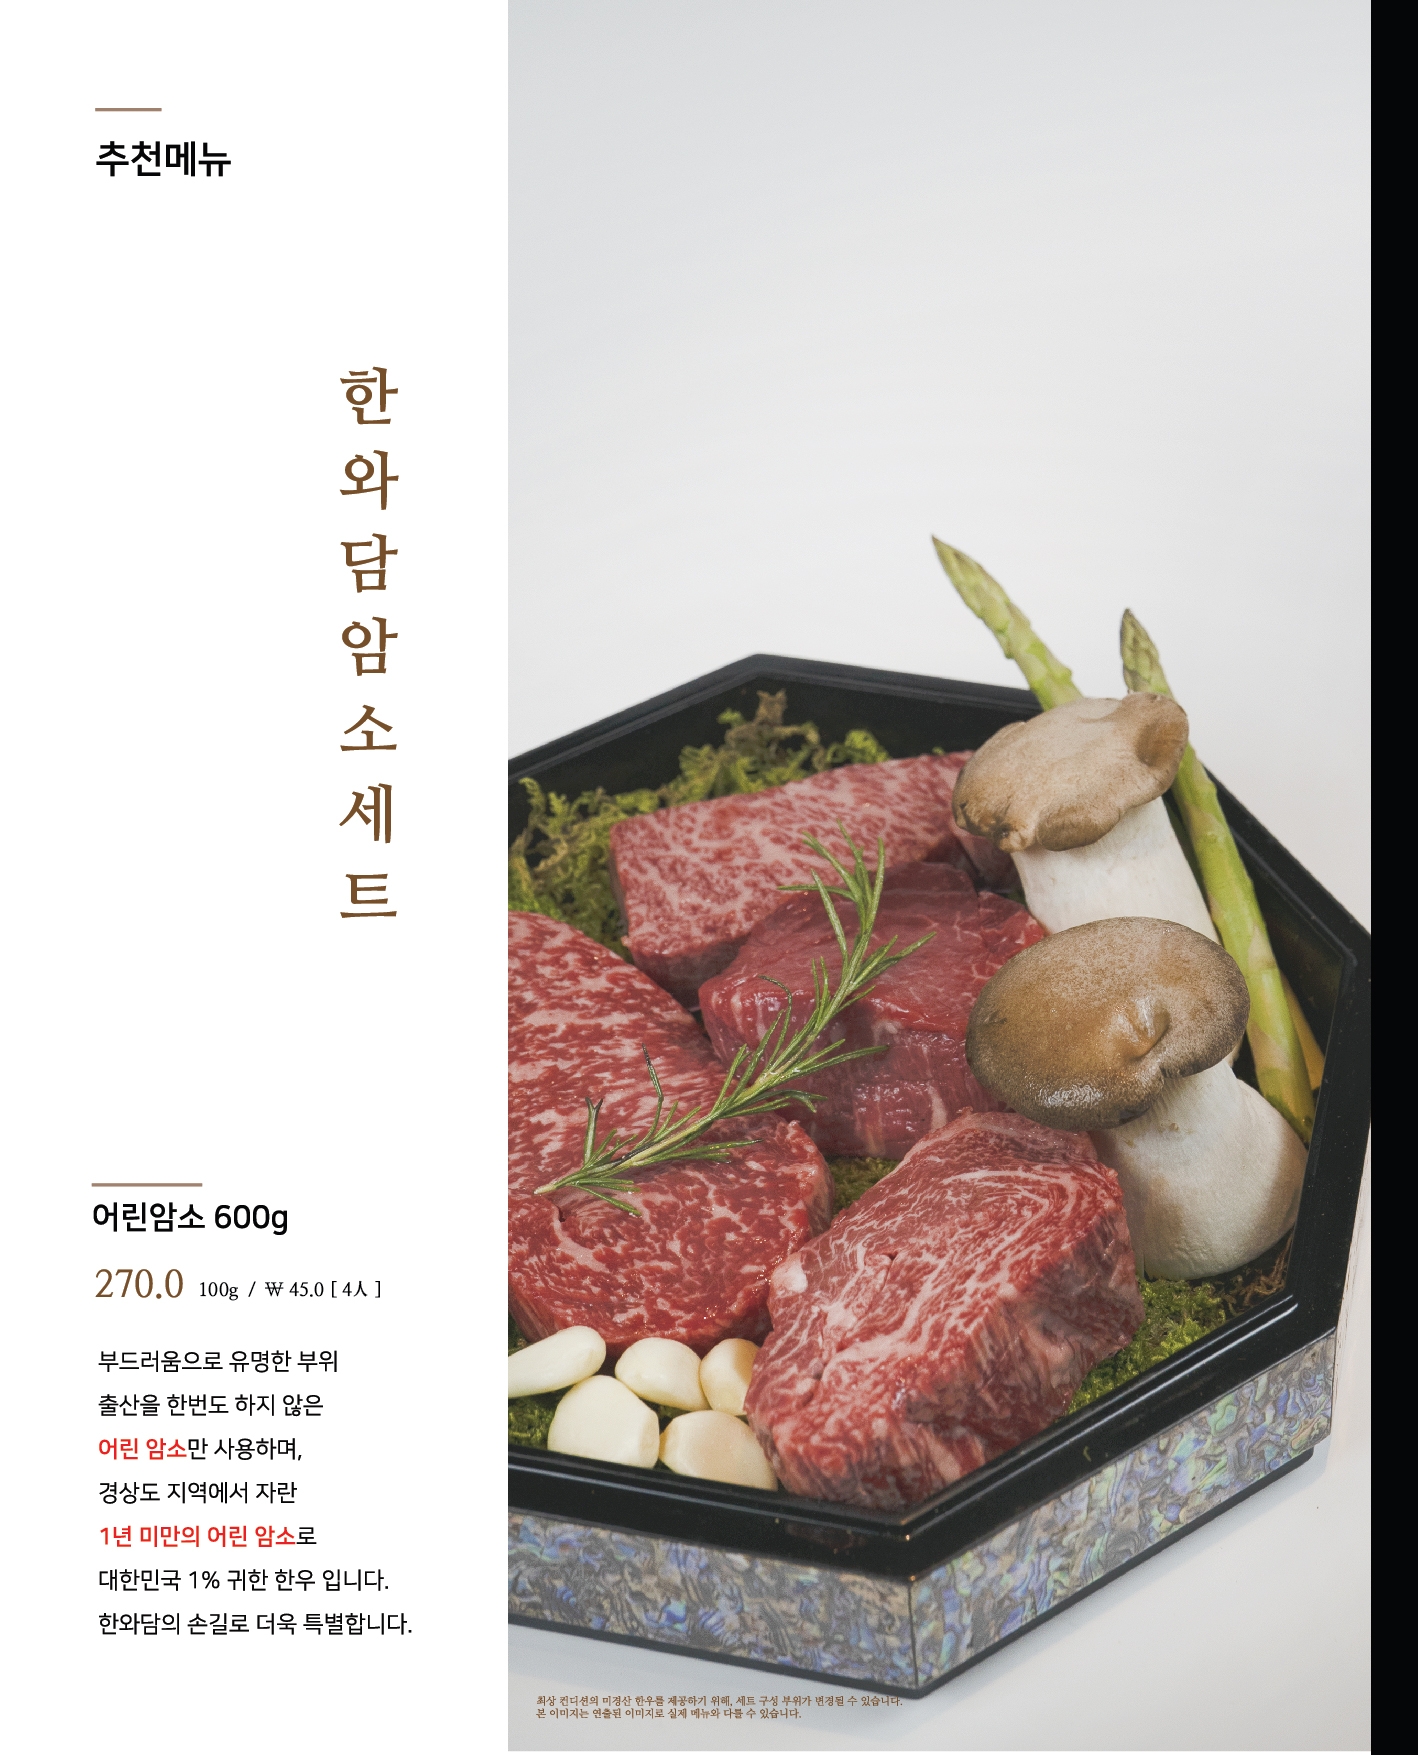 추천메뉴
한와담암소세트
어린암소 600g
270.0 100g / ₩ 45.0 [ 4人 ]
부드러움으로 유명한 부위
출산을 한번도 하지 않은
어린 암소만 사용하며,
경상도 지역에서 자란
1년 미만의 어린 암소로
대한민국 1% 귀한 한우 입니다.
한와담의 손길로 더욱 특별합니다.
최상 컨디션의 미경산 한우를 제공하기 위해, 세트 구성 부위가 변경될 수 있습니다.
본 이미지는 연출된 이미지로 실제 메뉴와 다를 수 있습니다.